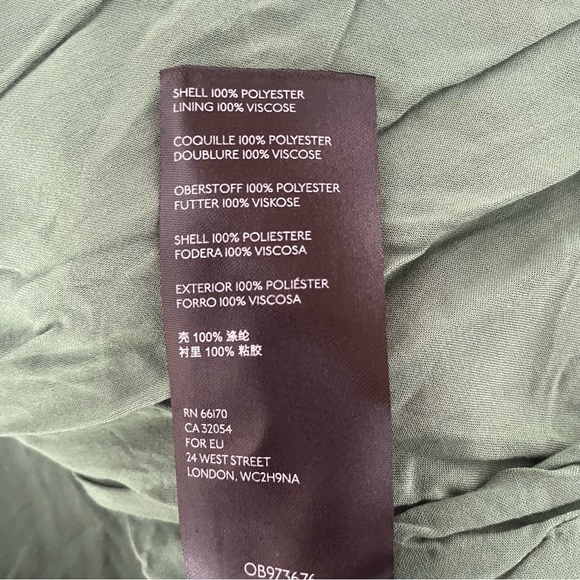 SHELL 100% POLYESTER
LINING 100% VISCOSE
COQUILLE 100% POLYESTER
DOUBLURE 100% VISCOSE
OBERSTOFF 100% POLYESTER
FUTTER 100% VISKOSE
SHELL 100% POLIESTERE
FODERA 100% VISCOSA
EXTERIOR 100% POLIÉSTER
FORRO 100% VISCOSA
壳 100% 涤纶
衬里 100% 粘胶
RN 66170
CA 32054
FOR EU
24 WEST STREET
LONDON, WC2H9NA
OB973676